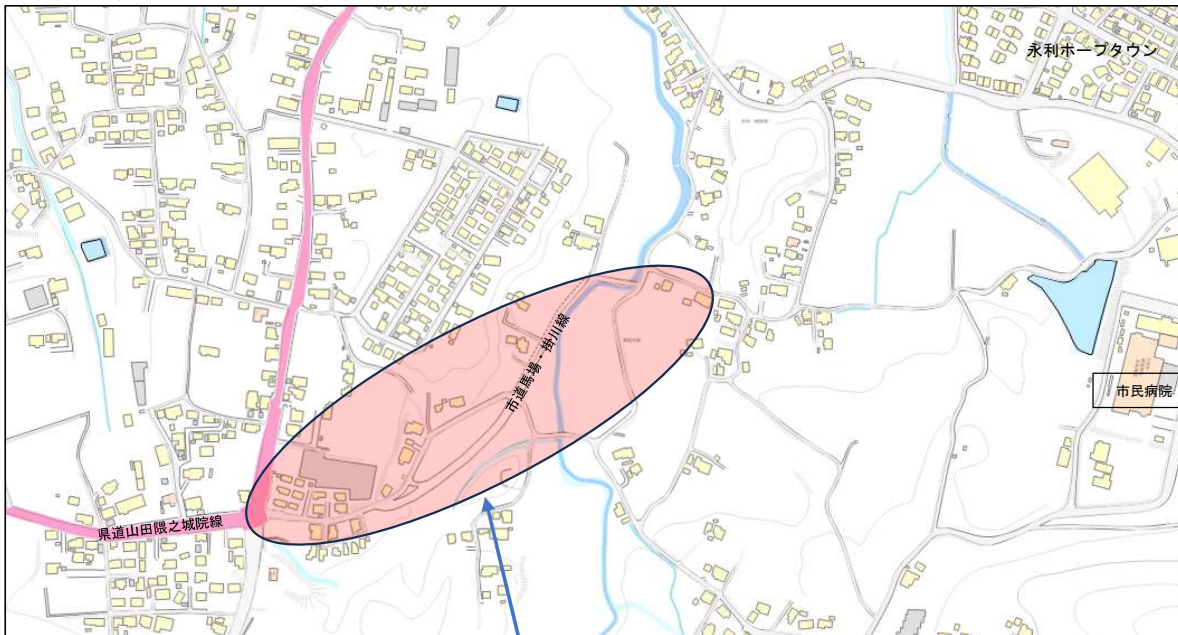 永利ホープタウン
市道馬場・掛川線
市民病院
県道山田隈之城院線